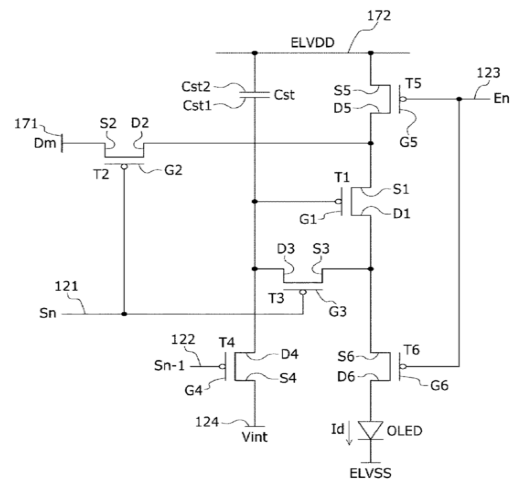 172
ELVDD
Cst2
Cst1
Cst
S5
T5
123
En
D5
G5
171
Dm
S2
D2
T2
G2
T1
S1
G1
D1
D3
S3
121
Sn
T3
G3
122
Sn-1
T4
D4
G4
S4
S6
T6
D6
G6
124
Vint
Id
OLED
ELVSS